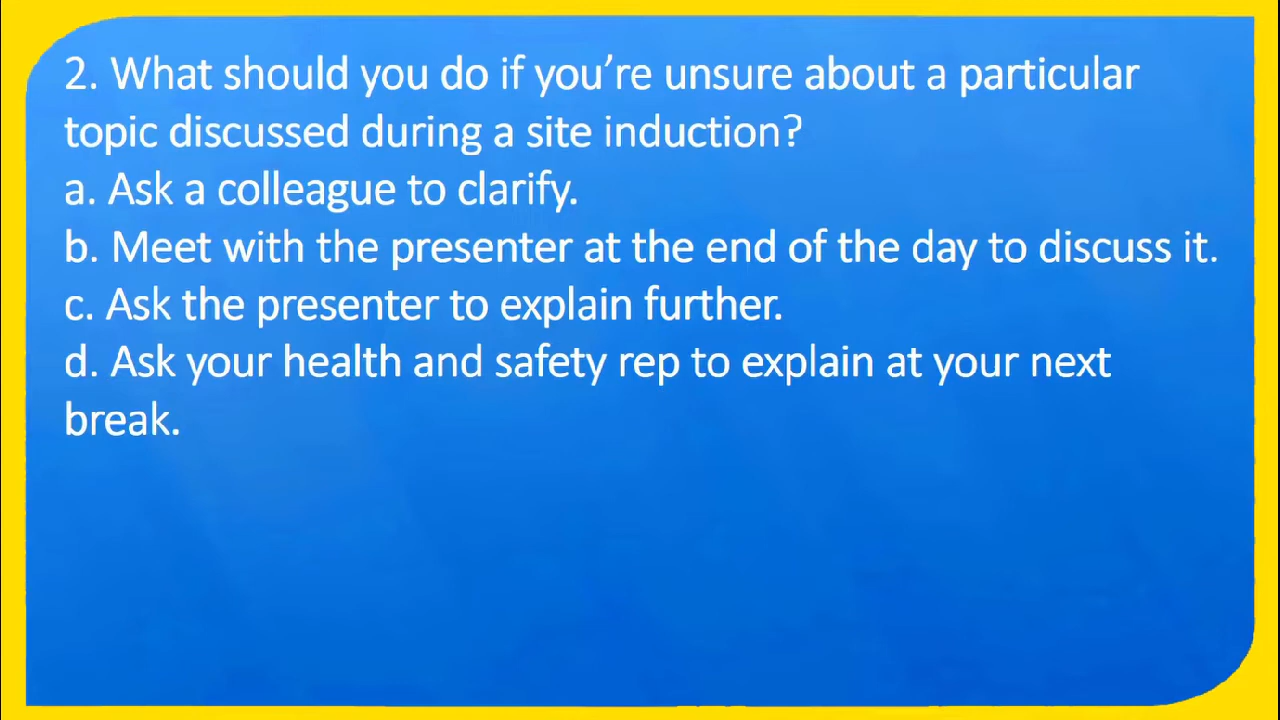 2. What should you do if you’re unsure about a particular
topic discussed during a site induction?
a. Ask a colleague to clarify.
b. Meet with the presenter at the end of the day to discuss it.
c. Ask the presenter to explain further.
d. Ask your health and safety rep to explain at your next
break.